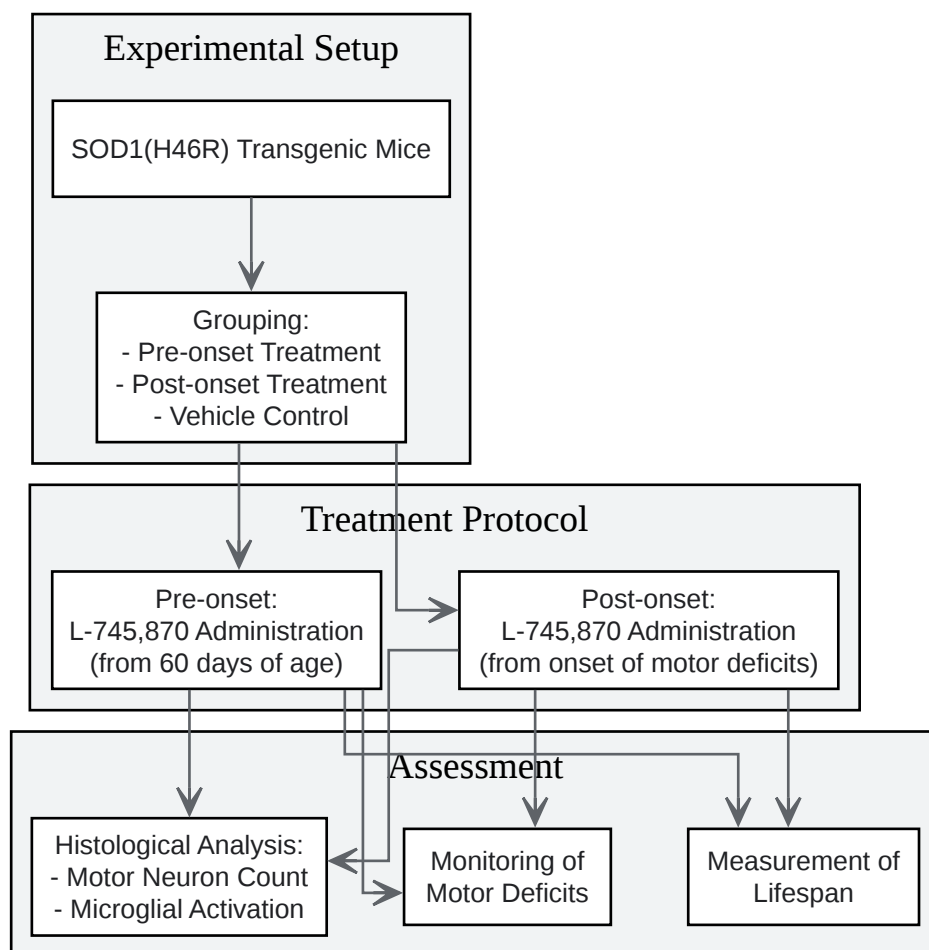 Experimental Setup
SOD1(H46R) Transgenic Mice
Grouping:
- Pre-onset Treatment
- Post-onset Treatment
- Vehicle Control
Treatment Protocol
Pre-onset:
L-745,870 Administration
(from 60 days of age)
Post-onset:
L-745,870 Administration
(from onset of motor deficits)
Assessment
Histological Analysis:
- Motor Neuron Count
- Microglial Activation
Monitoring of
Motor Deficits
Measurement of
Lifespan